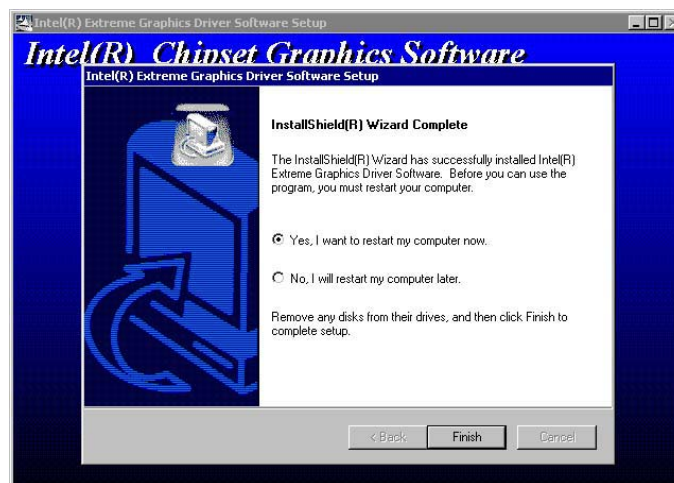 Intel(R) Extreme Graphics Driver Software Setup
Intel(R) Chipset Graphics Software
Intel(R) Extreme Graphics Driver Software Setup
InstallShield(R) Wizard Complete
The InstallShield(R) Wizard has successfully installed Intel(R)
Extreme Graphics Driver Software. Before you can use the
program, you must restart your computer.
Yes, I want to restart my computer now.
No, I will restart my computer later.
Remove any disks from their drives, and then click Finish to
complete setup.
< Back Finish Cancel